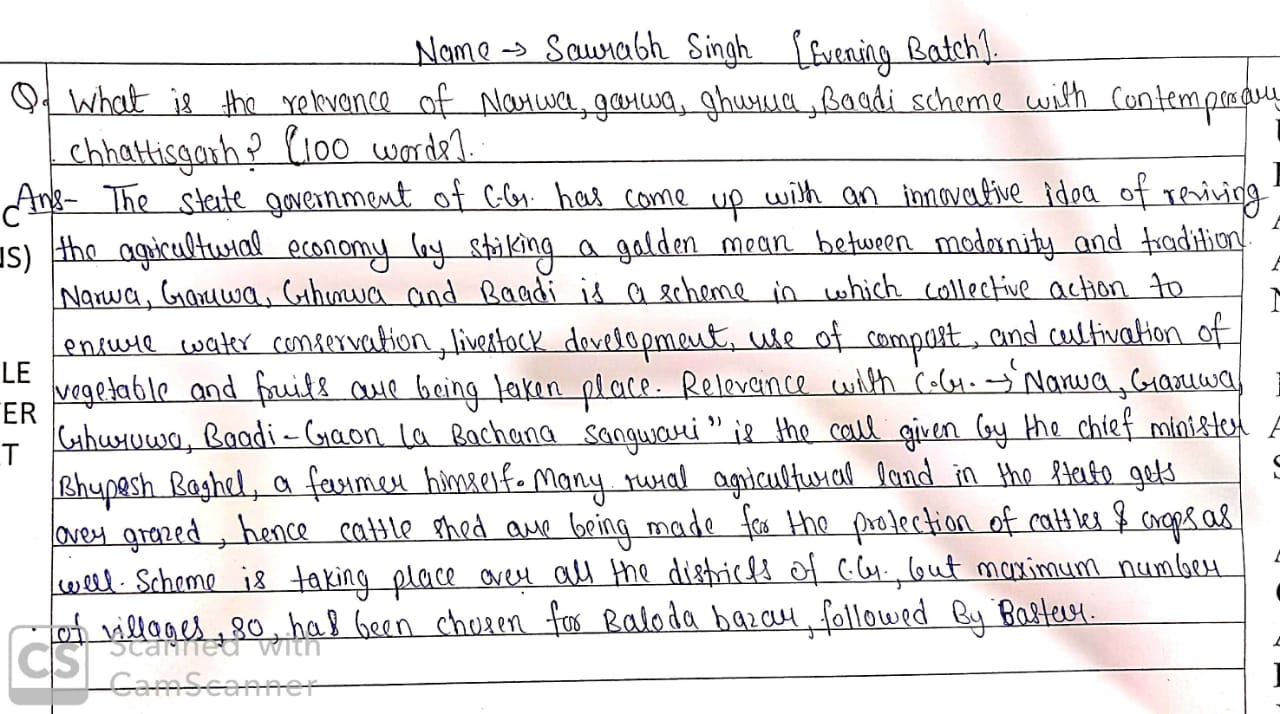 Name → Saurabh Singh [Evening Batch].
Q. What is the relevance of Narwa, garwa, ghurua, Baadi scheme with Contemporary
chhattisgarh? [100 words].
Ans- The state government of C.G. has come up with an innovative idea of reviving
the agricultural economy by striking a golden mean between modernity and tradition.
Narwa, Garuwa, Ghurwa and Baadi is a scheme in which collective action to
ensure water conservation, livestock development, use of compost, and cultivation of
vegetable and fruits are being taken place. Relevance with C.G. → ‘Narwa, Garuwa,
Ghuruwa, Baadi - Gaon la Bachana Sangwari” is the call given by the chief minister
Bhupesh Baghel, a farmer himself. Many rural agricultural land in the state gets
over grazed, hence cattle shed are being made for the protection of cattles & crops as
well. Scheme is taking place over all the districts of C.G., but maximum number
of villages, 80, has been chosen for Baloda bazar, followed By Bastar.
C
IS)
LE
ER
T
CS Scanned with
CamScanner